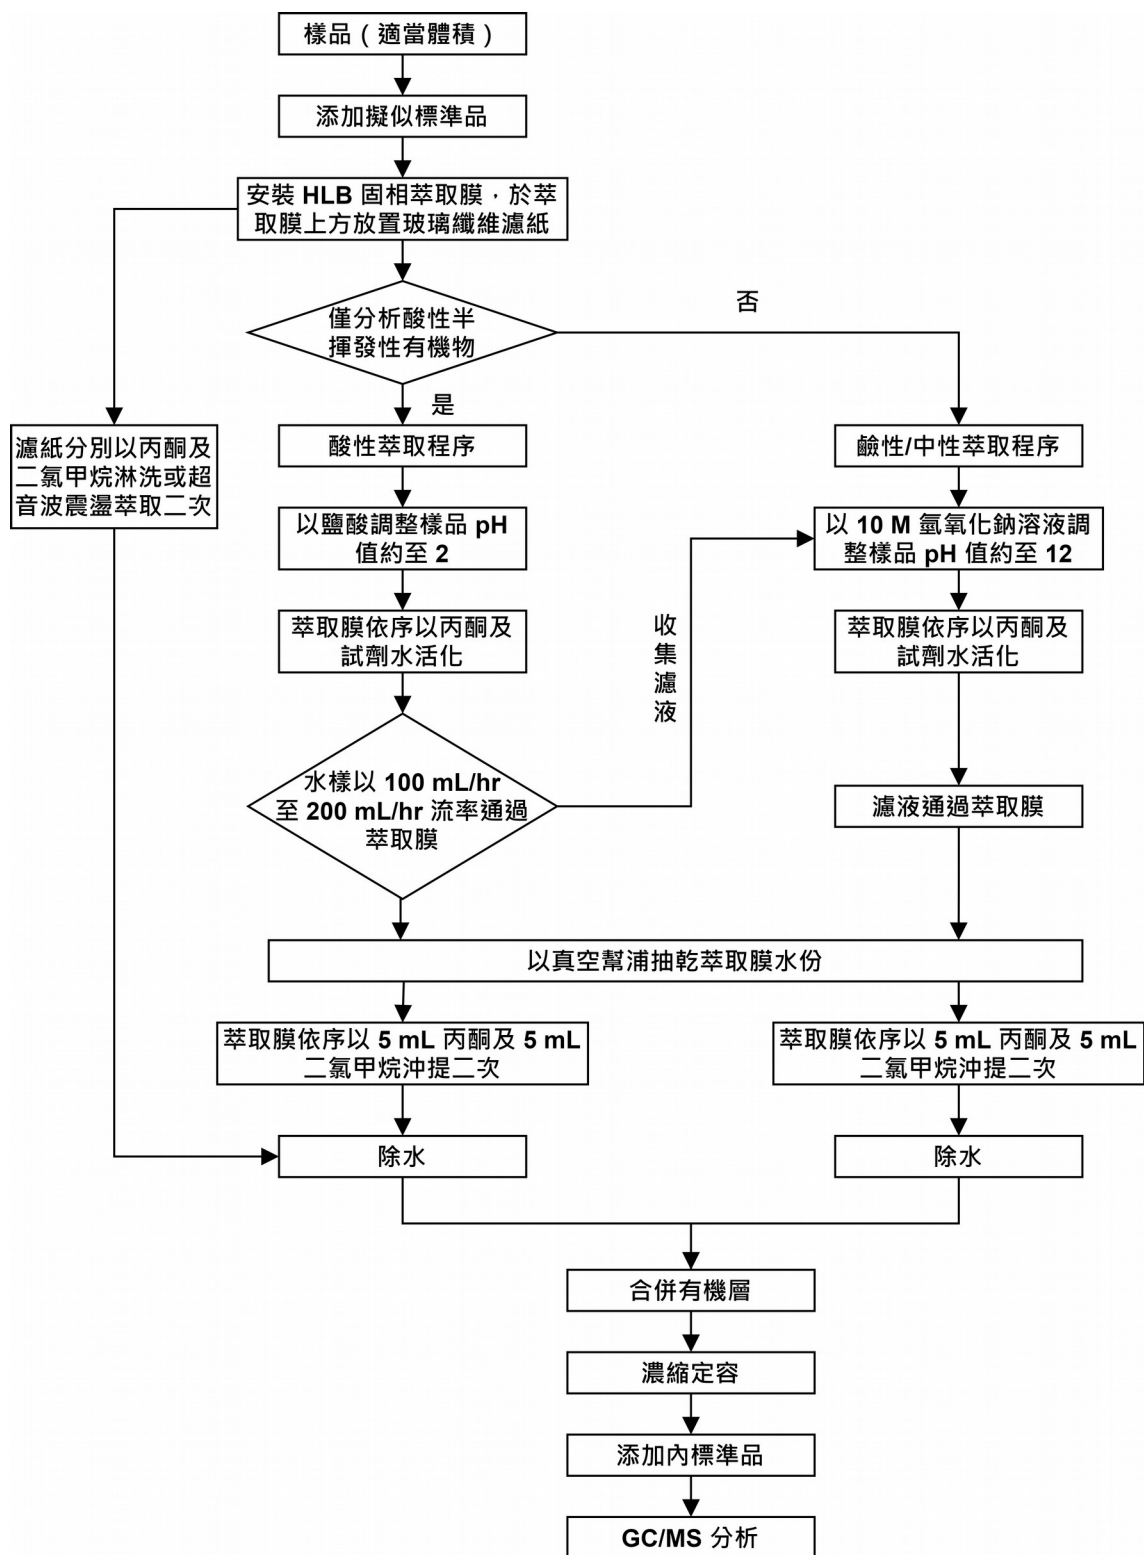 樣品（適當體積）
添加擬似標準品
安裝 HLB 固相萃取膜，於萃
取膜上方放置玻璃纖維濾紙
僅分析酸性半
揮發性有機物
否
是
濾紙分別以丙酮及
二氯甲烷淋洗或超
音波震盪萃取二次
酸性萃取程序
鹼性/中性萃取程序
以鹽酸調整樣品 pH
值約至 2
以 10 M 氫氧化鈉溶液調
整樣品 pH 值約至 12
萃取膜依序以丙酮及
試劑水活化
收集濾液
萃取膜依序以丙酮及
試劑水活化
水樣以 100 mL/hr
至 200 mL/hr 流率通過
萃取膜
濾液通過萃取膜
以真空幫浦抽乾萃取膜水份
萃取膜依序以 5 mL 丙酮及 5 mL
二氯甲烷沖提二次
萃取膜依序以 5 mL 丙酮及 5 mL
二氯甲烷沖提二次
除水
除水
合併有機層
濃縮定容
添加內標準品
GC/MS 分析